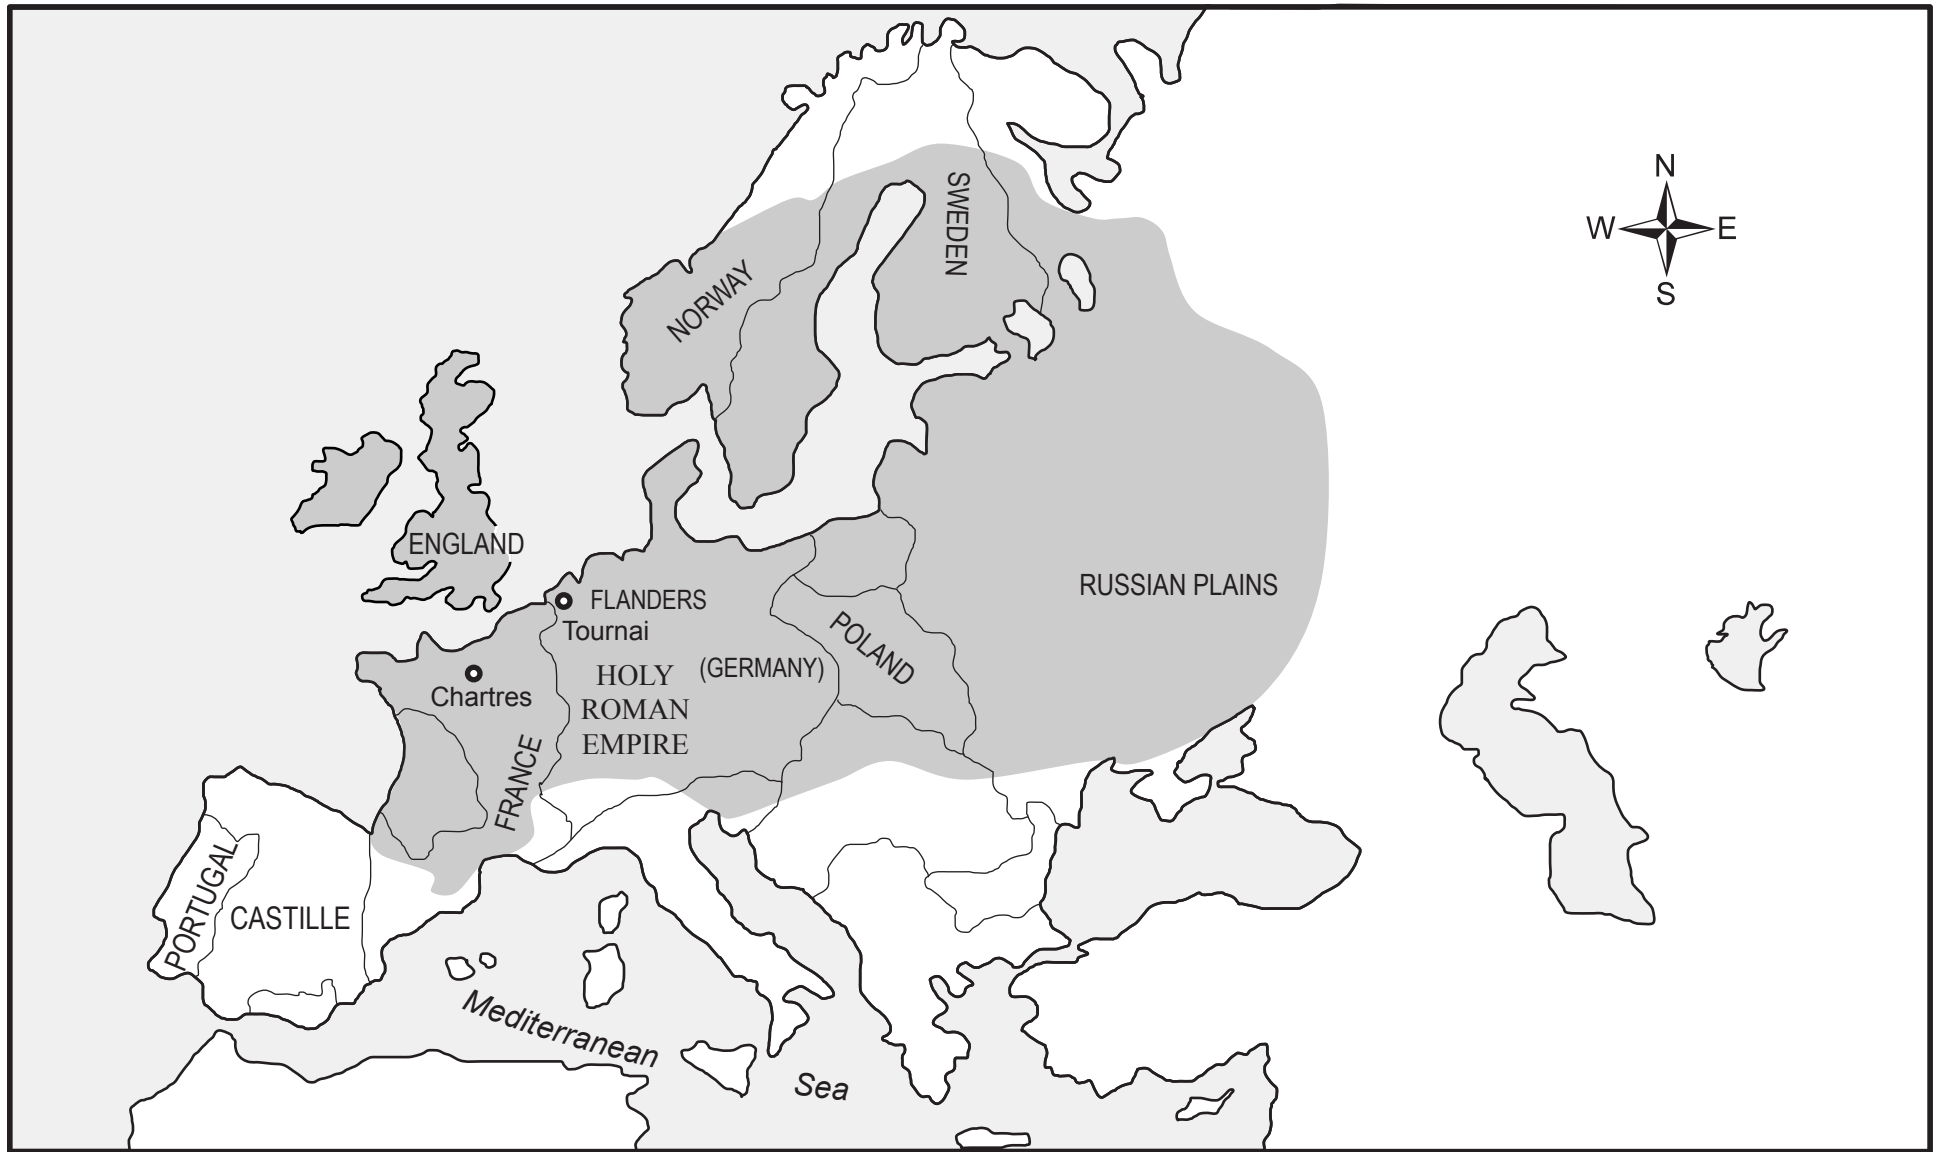 N
W E
S
SWEDEN
NORWAY
ENGLAND
RUSSIAN PLAINS
FLANDERS
Tournai
POLAND
(GERMANY)
HOLY
ROMAN
EMPIRE
Chartres
FRANCE
PORTUGAL
CASTILLE
Mediterranean
Sea